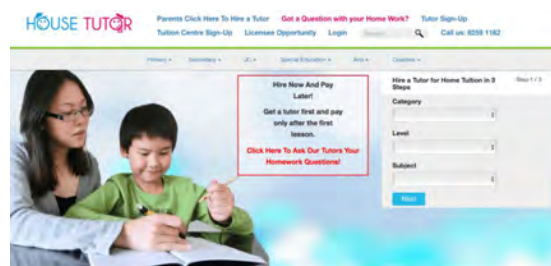 HOUSE TUTOR
Parents Click Here To Hire a Tutor Got a Question with your Home Work? Tutor Sign-Up
Tuition Centre Sign-Up Licensee Opportunity Login Search Call us: 8259 1162
Primary Secondary JC Special Education Arts Countries
Hire Now And Pay
Later!
Get a tutor first and pay
only after the first
lesson.
Click Here To Ask Our Tutors Your
Homework Questions!
Hire a Tutor for Home Tuition in 3
Steps
Step 1 / 3
Category
Level
Subject
Next